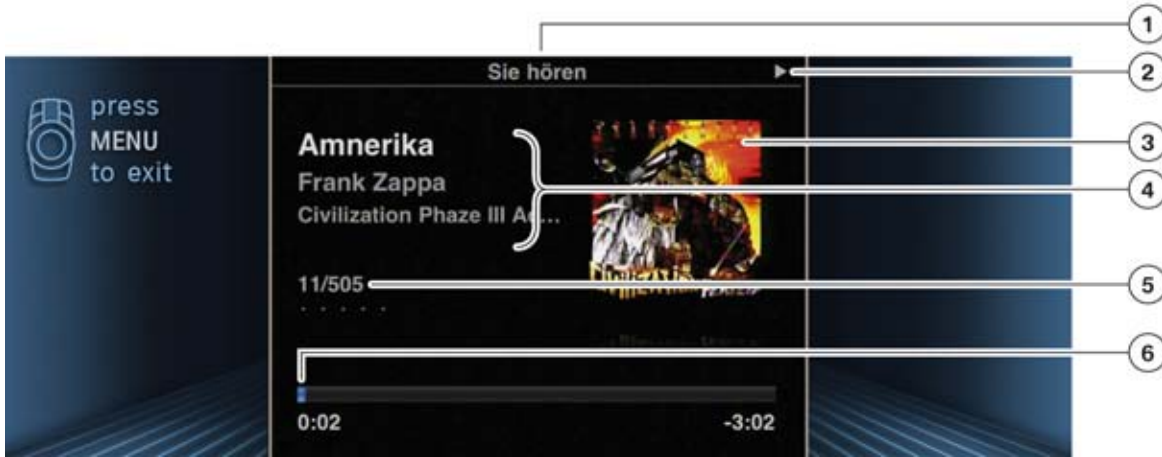 1
Sie hören
2
press
MENU
to exit
Amnerika
Frank Zappa
Civilization Phaze III Ac...
3
4
11/505
5
6
0:02
-3:02